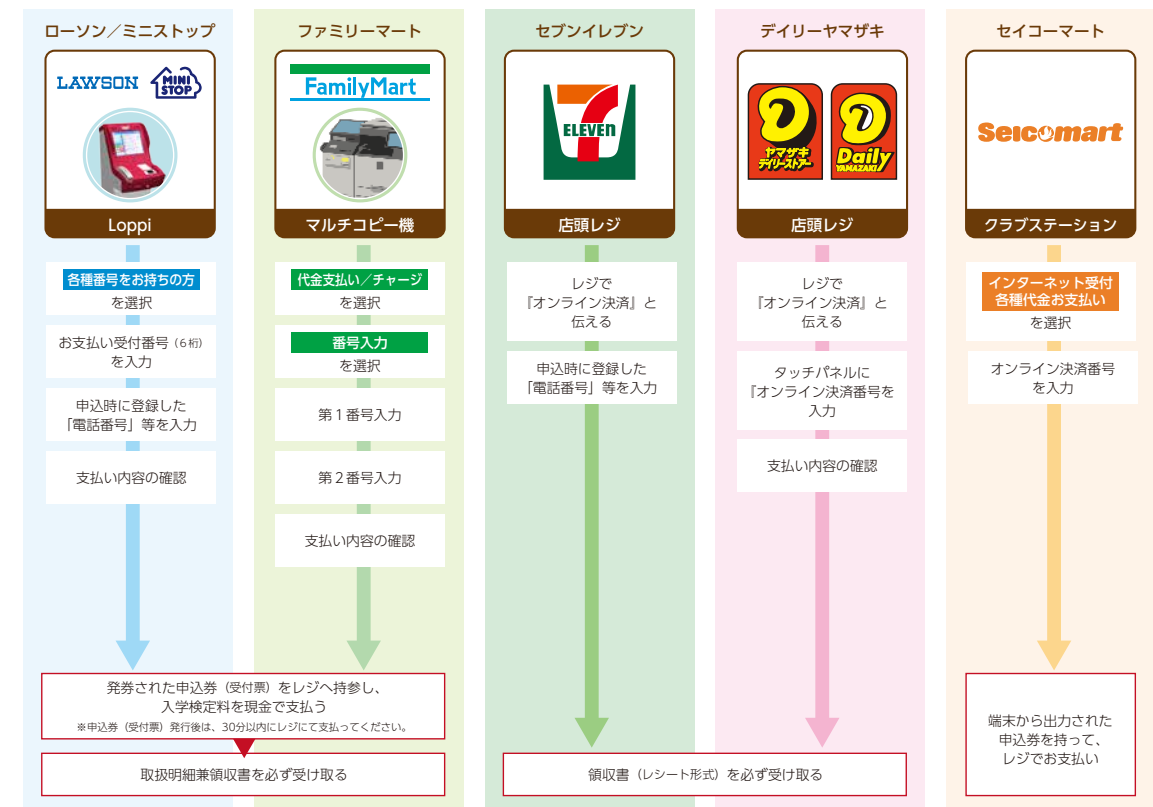 ローソン／ミニストップ
LAWSON
MINI
STOP
Loppi
各種番号をお持ちの方
を選択
お支払い受付番号（6桁）
を入力
申込時に登録した
「電話番号」等を入力
支払い内容の確認
ファミリーマート
FamilyMart
マルチコピー機
代金支払い／チャージ
を選択
番号入力
を選択
第１番号入力
第２番号入力
支払い内容の確認
発券された申込券（受付票）をレジへ持参し、
入学検定料を現金で支払う
※申込券（受付票）発行後は、30分以内にレジにて支払ってください。
取扱明細兼領収書を必ず受け取る
セブンイレブン
7
ELEVEn
店頭レジ
レジで
『オンライン決済』と
伝える
申込時に登録した
「電話番号」等を入力
デイリーヤマザキ
ヤマザキ
デイリーストアー
Daily
YAMAZAKI
店頭レジ
レジで
『オンライン決済』と
伝える
タッチパネルに
『オンライン決済番号を
入力
支払い内容の確認
領収書（レシート形式）を必ず受け取る
セイコーマート
Seicomart
クラブステーション
インターネット受付
各種代金お支払い
を選択
オンライン決済番号
を入力
端末から出力された
申込券を持って、
レジでお支払い